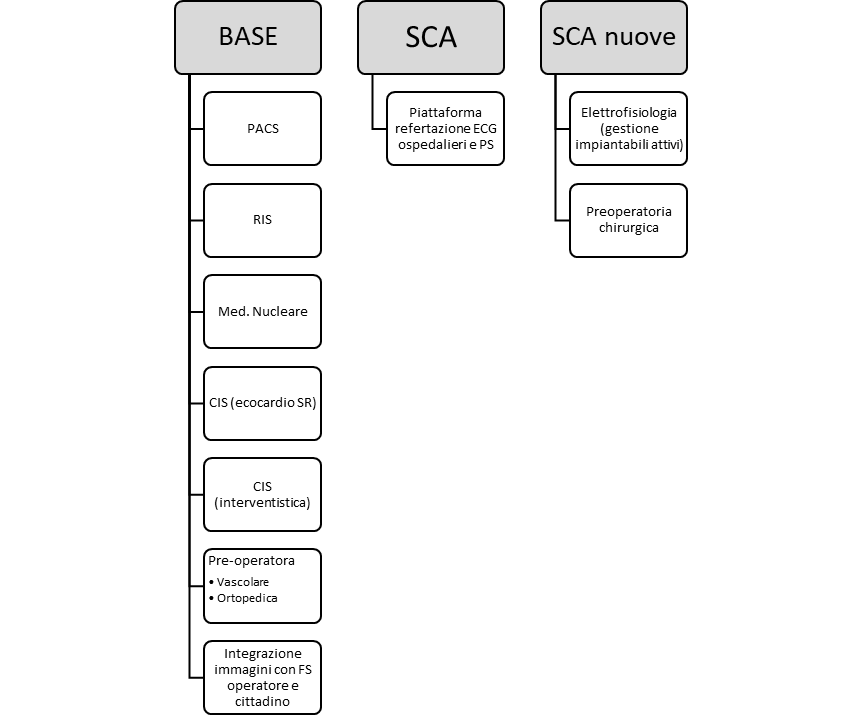 BASE
PACS
RIS
Med. Nucleare
CIS (ecocardio SR)
CIS
(interventistica)
Pre-operatora
• Vascolare
• Ortopedica
Integrazione
immagini con FS
operatore e
cittadino
SCA
Piattaforma
refertazione ECG
ospedalieri e PS
SCA nuove
Elettrofisiologia
(gestione
impiantabili attivi)
Preoperatoria
chirurgica